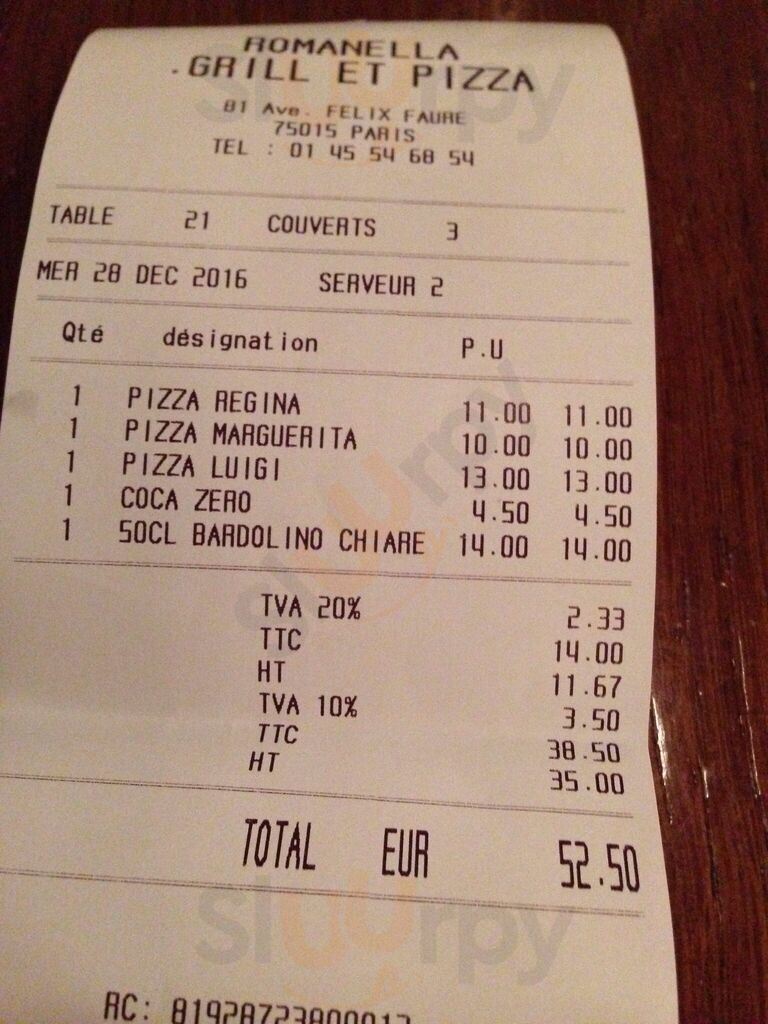 ROMANELLA
.GRILL ET PIZZA
81 Ave. FELIX FAURE
75015 PARIS
TEL : 01 45 54 68 54
TABLE 21 COUVERTS 3
MER 28 DEC 2016 SERVEUR 2
Qté désignation P.U
1 PIZZA REGINA 11.00 11.00
1 PIZZA MARGUERITA 10.00 10.00
1 PIZZA LUIGI 13.00 13.00
1 COCA ZERO 4.50 4.50
1 50CL BARDOLINO CHIARE 14.00 14.00
TVA 20% 2.33
TTC 14.00
HT 11.67
TVA 10% 3.50
TTC 38.50
HT 35.00
TOTAL EUR 52.50
RC:
sluurpy
sluurpy
sluurpy